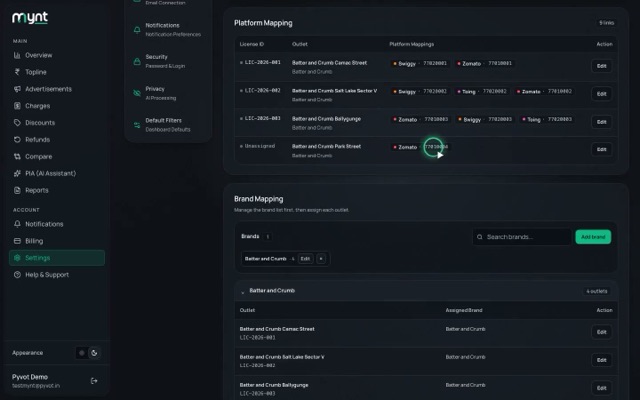 mynt
MAIN
Overview
Topline
Advertisements
Charges
Discounts
Refunds
Compare
PIA (AI Assistant)
Reports
ACCOUNT
Notifications
Billing
Settings
Help & Support
Appearance
Pyvot Demo
testmynt@pyvot.in
Email Connection
Notifications
Notification Preferences
Security
Password & Login
Privacy
AI Processing
Default Filters
Dashboard Defaults
Platform Mapping
9 links
License ID Outlet Platform Mappings Action
LIC-2026-001 Batter and Crumb Camac Street Swiggy · 77020001 Zomato · 77010001 Edit
Batter and Crumb
LIC-2026-002 Batter and Crumb Salt Lake Sector V Swiggy · 77020002 Toing · 77020002 Zomato · 77010002 Edit
Batter and Crumb
LIC-2026-003 Batter and Crumb Ballygunge Zomato · 77010003 Swiggy · 77020003 Toing · 77020003 Edit
Batter and Crumb
Unassigned Batter and Crumb Park Street Zomato Edit
Batter and Crumb
Brand Mapping
Manage the brand list first, then assign each outlet.
Brands 1 Search brands... Add brand
Batter and Crumb · 4 Edit ×
Batter and Crumb 4 outlets
Outlet Assigned Brand Action
Batter and Crumb Camac Street Batter and Crumb Edit
LIC-2026-001
Batter and Crumb Salt Lake Sector V Batter and Crumb Edit
LIC-2026-002
Batter and Crumb Ballygunge Batter and Crumb Edit
LIC-2026-003